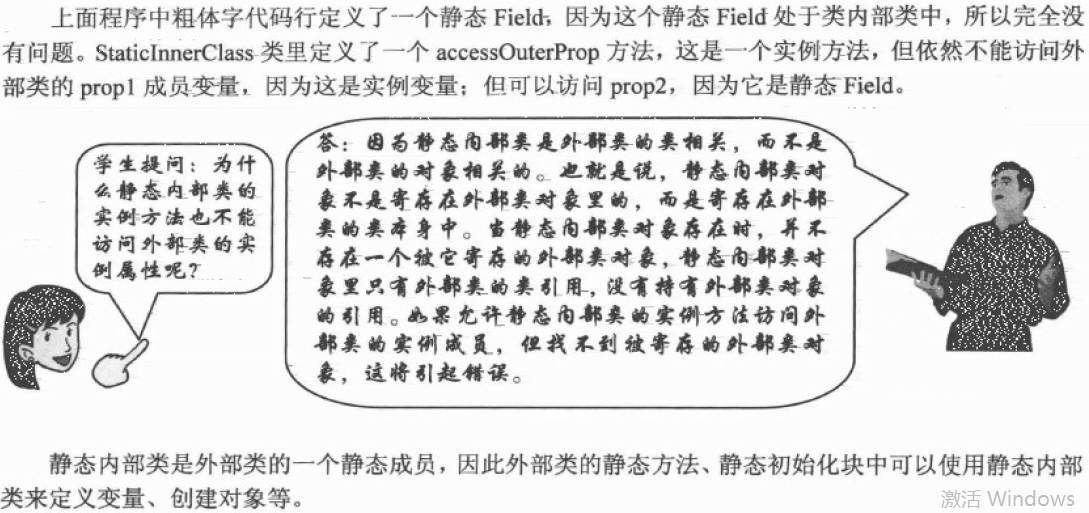 上面程序中粗体字代码行定义了一个静态 Field，因为这个静态 Field 处于类内部类中，所以完全没
有问题。StaticInnerClass 类里定义了一个 accessOuterProp 方法，这是一个实例方法，但依然不能访问外
部类的 prop1 成员变量，因为这是实例变量；但可以访问 prop2，因为它是静态 Field。
学生提问：为什
么静态内部类的
实例方法也不能
访问外部类的实
例属性呢？
答：因为静态内部类是外部类的类相关，而不是
外部类的对象相关的。也就是说，静态内部类对
象不是寄存在外部类对象里的，而是寄存在外部
类的类本身中。当静态内部类对象存在时，并不
存在一个被它寄存的外部类对象，静态内部类对
象里只有外部类的类引用，没有持有外部类对象
的引用。如果允许静态内部类的实例方法访问外
部类的实例成员，但找不到被寄存的外部类对
象，这将引起错误。
静态内部类是外部类的一个静态成员，因此外部类的静态方法、静态初始化块中可以使用静态内部
类来定义变量、创建对象等。
激活 Windows